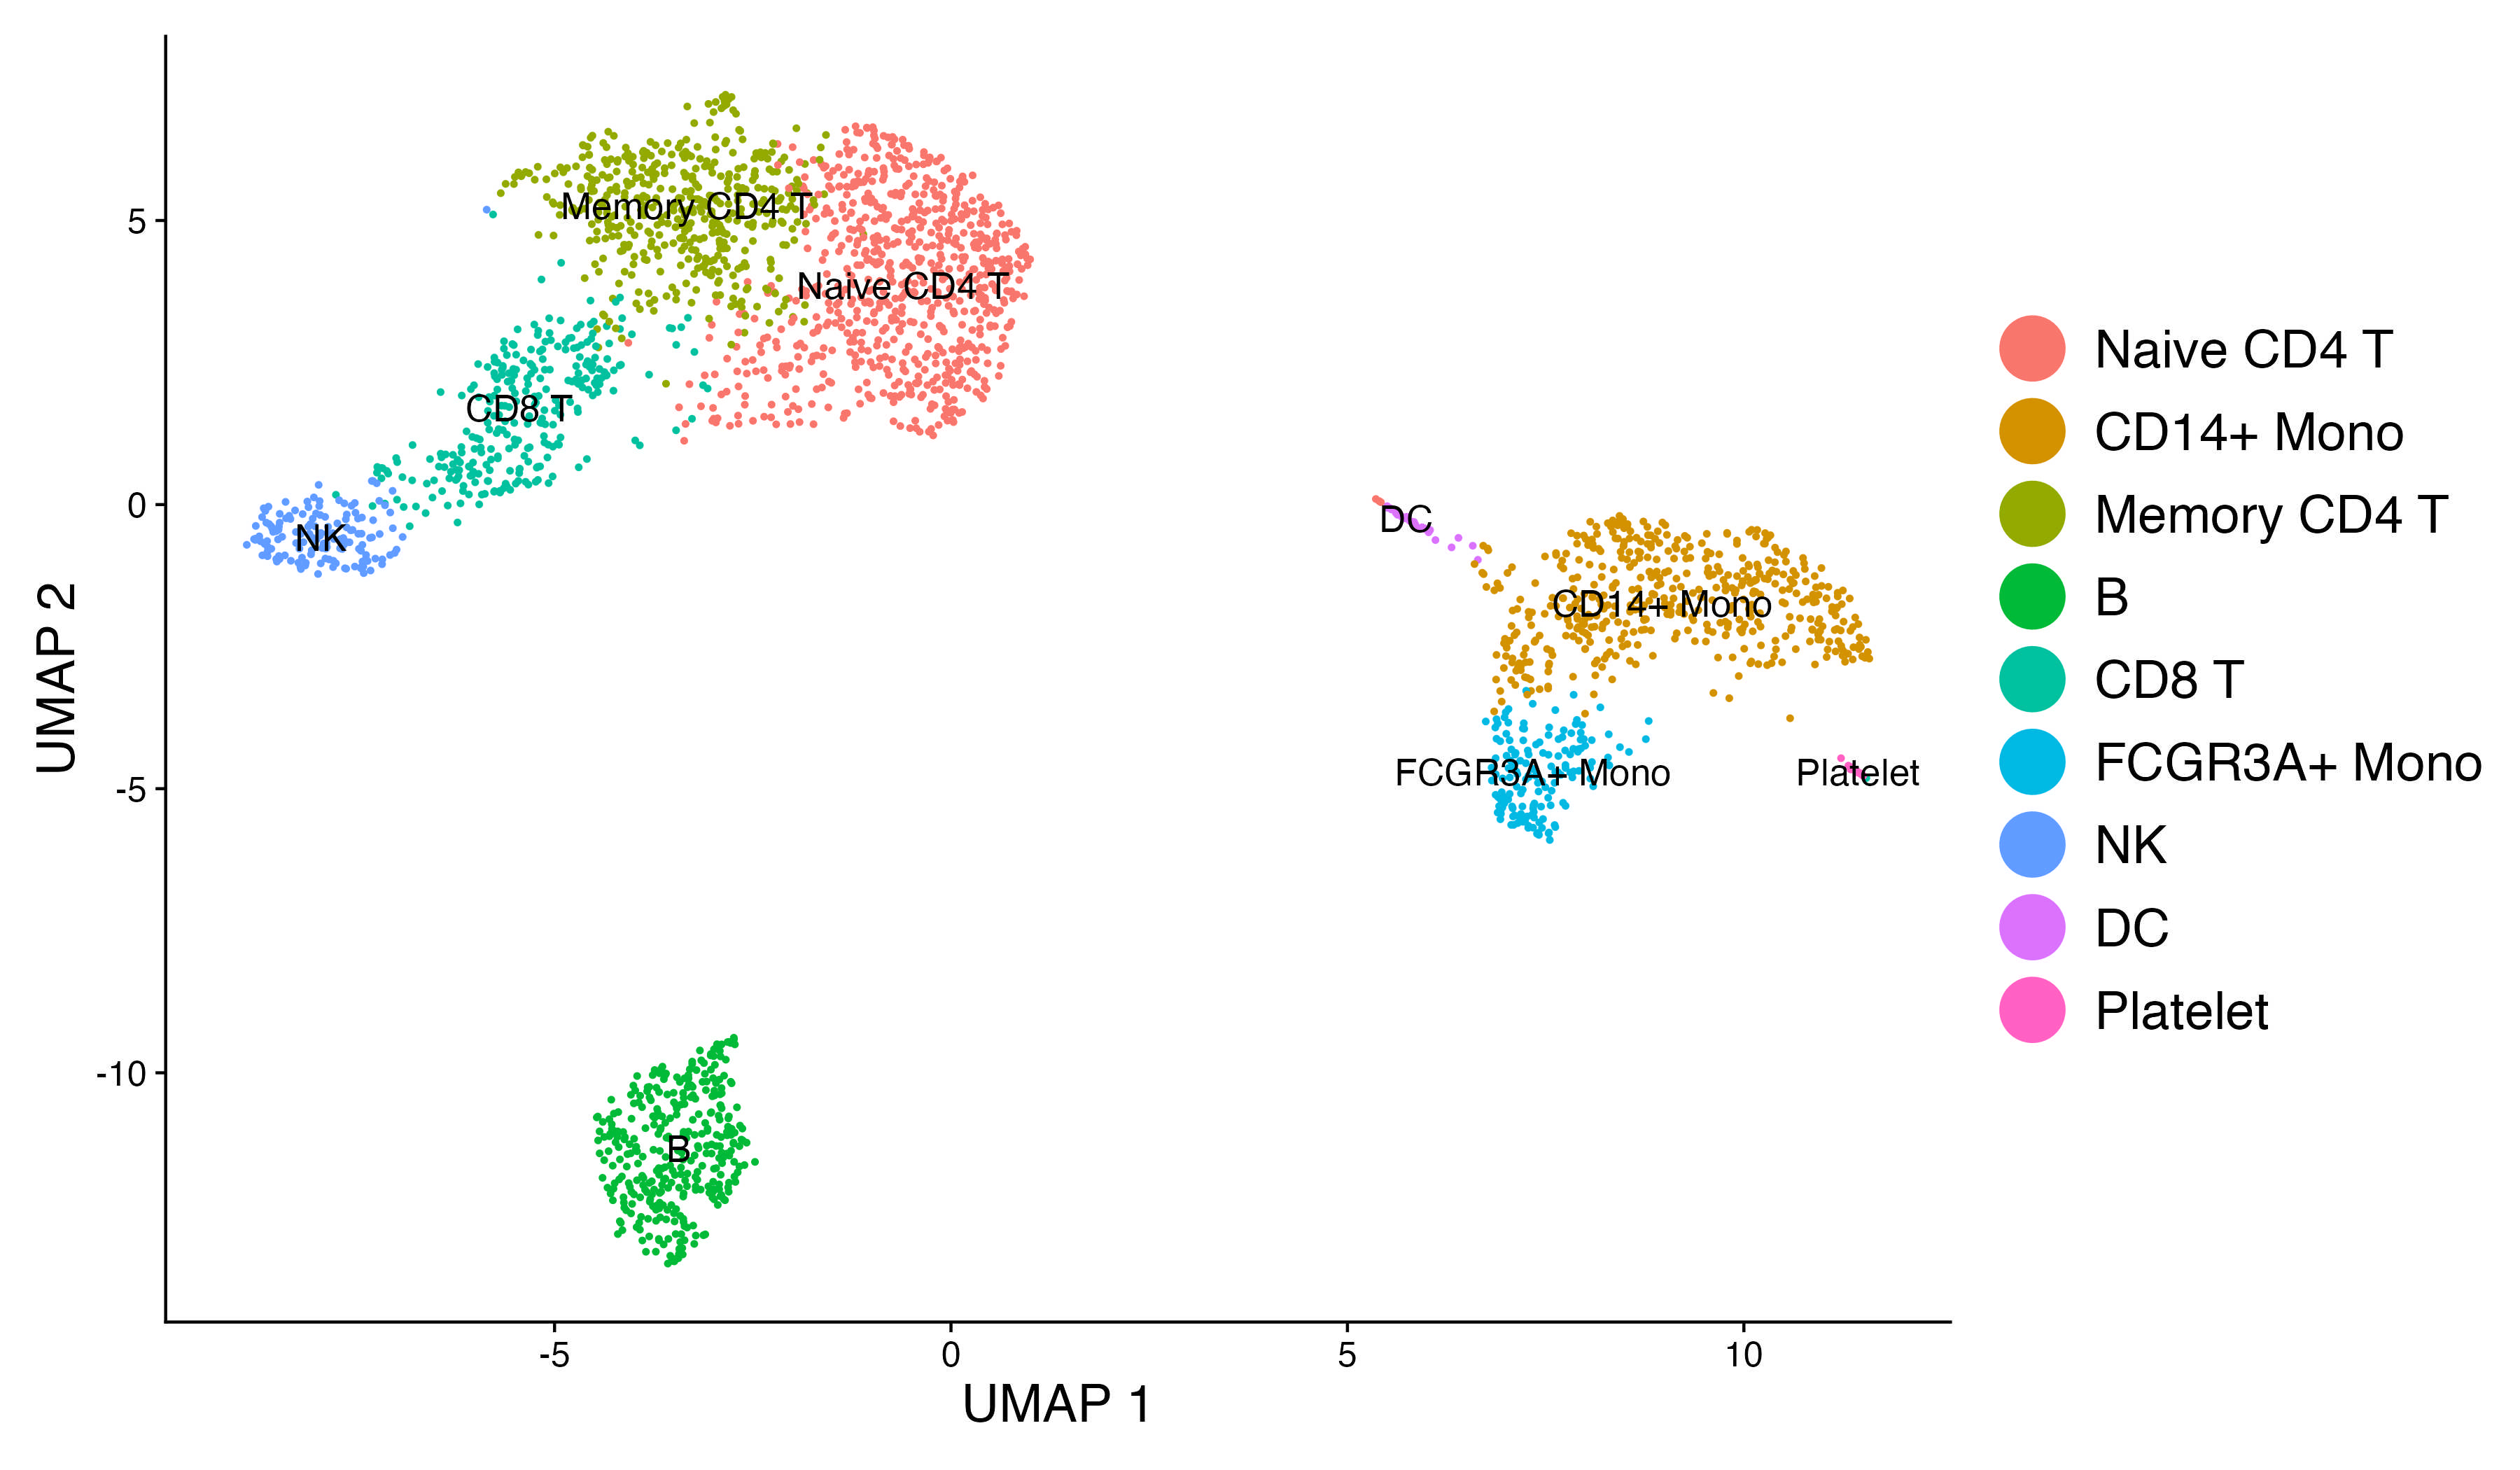 Memory CD4 T
Naive CD4 T
CD8 T
NK
DC
CD14+ Mono
FCGR3A+ Mono
Platelet
B
5
0
-5
-10
UMAP 2
-5
0
5
10
UMAP 1
Naive CD4 T
CD14+ Mono
Memory CD4 T
B
CD8 T
FCGR3A+ Mono
NK
DC
Platelet